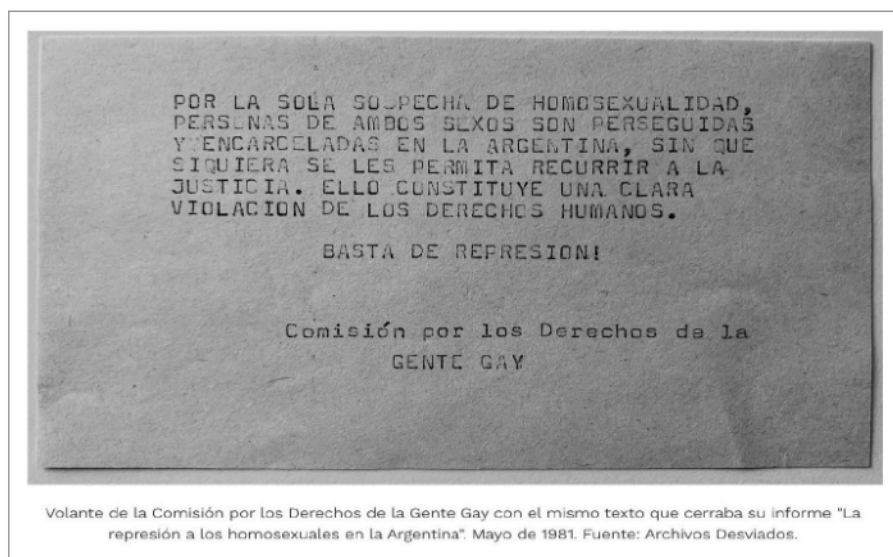 POR LA SOLA SOSPECHA DE HOMOSEXUALIDAD,
PERSONAS DE AMBOS SEXOS SON PERSEGUIDAS
Y ENCARCELADAS EN LA ARGENTINA, SIN QUE
SIQUIERA SE LES PERMITA RECURRIR A LA
JUSTICIA. ELLO CONSTITUYE UNA CLARA
VIOLACION DE LOS DERECHOS HUMANOS.
BASTA DE REPRESION!
Comisión por los Derechos de la
GENTE GAY
Volante de la Comisión por los Derechos de la Gente Gay con el mismo texto que cerraba su informe "La
represión a los homosexuales en la Argentina". Mayo de 1981. Fuente: Archivos Desviados.